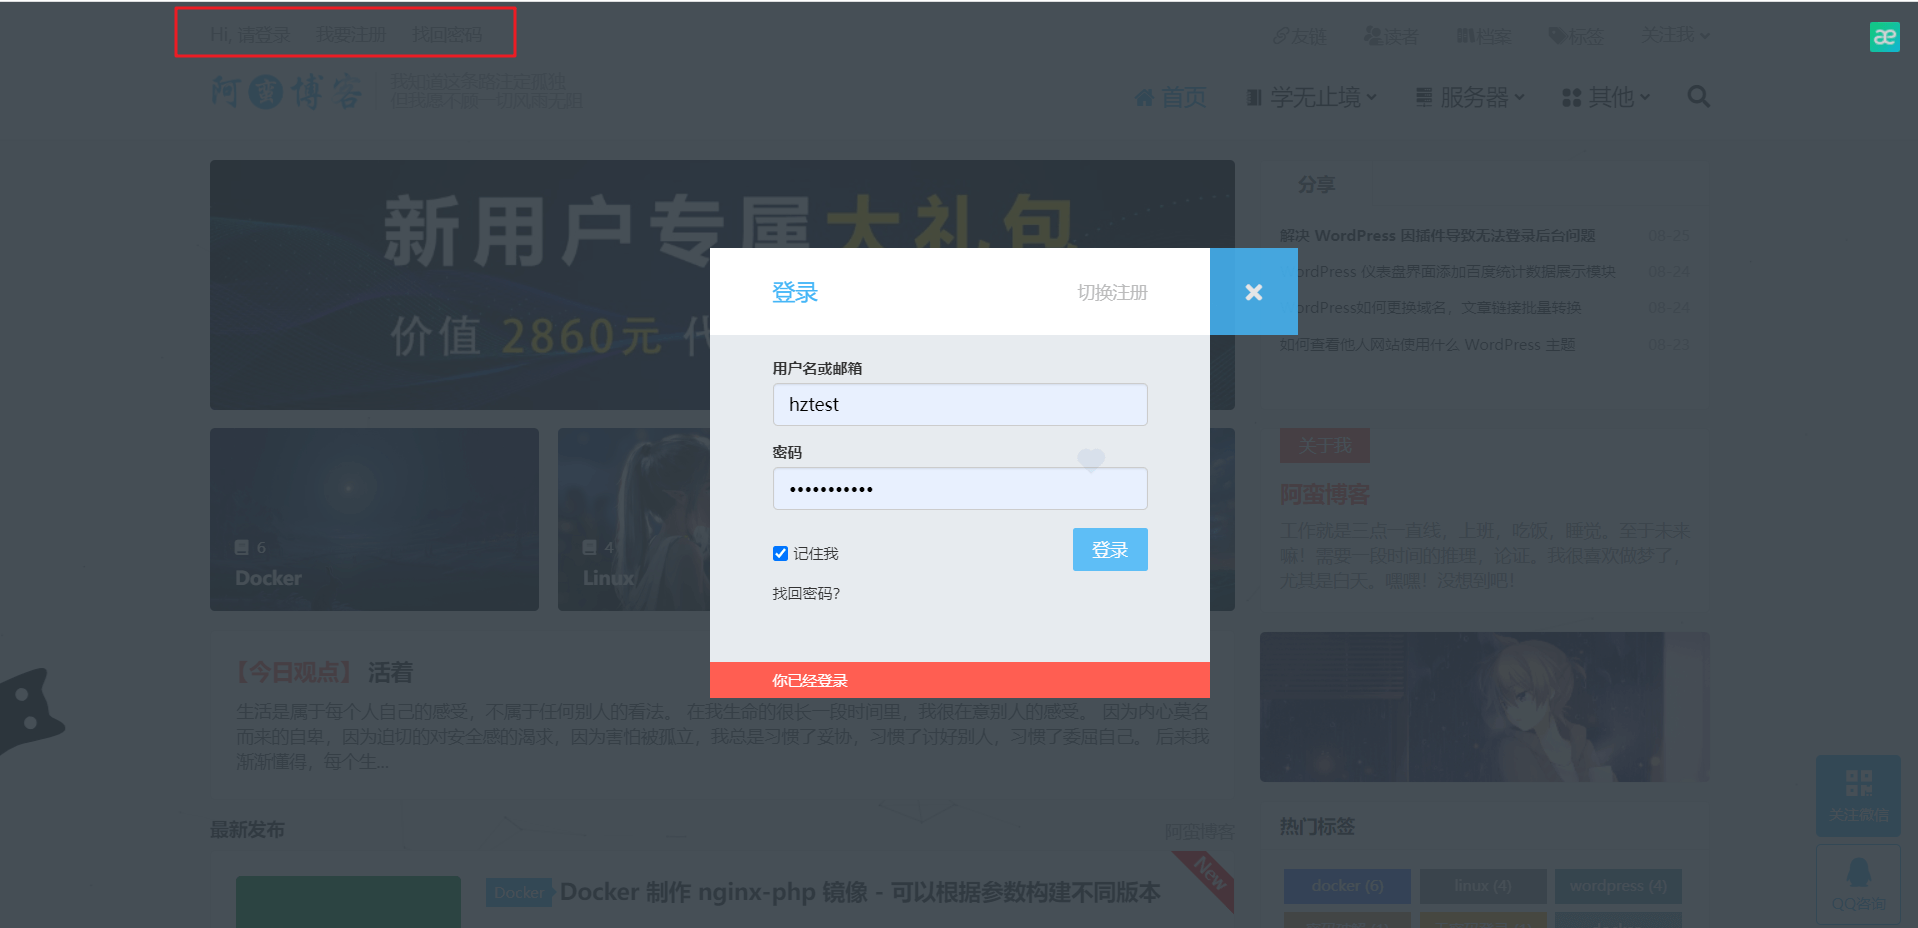 Hi, 请登录 我要注册 找回密码
友链 读者 归档案 标签 关注我
阿蛮博客
我知道这条路注定孤独
但我愿不顾一切风雨无阻
首页 学无止境 服务器 其他
新用户专属大礼包
价值 2860元 代
分享
解决 WordPress 因插件导致无法登录后台问题 08-25
ordPress 仪表盘界面添加百度统计数据展示模块 08-24
ordPress如何更换域名，文章链接批量转换 08-24
如何查看他人网站使用什么 WordPress 主题 08-23
登录 切换注册
用户名或邮箱
hztest
密码
•••••••••••
记住我 登录
找回密码?
你已经登录
6
Docker
4
Linux
关于我
阿蛮博客
工作就是三点一直线，上班，吃饭，睡觉。至于未来
嘛！需要一段时间的推理，论证。我很喜欢做梦了，
尤其是白天。嘿嘿！没想到吧！
【今日观点】 活着
生活是属于每个人自己的感受，不属于任何别人的看法。 在我生命的很长一段时间里，我很在意别人的感受。 因为内心莫名
而来的自卑，因为迫切的对安全感的渴求，因为害怕被孤立，我总是习惯了妥协，习惯了讨好别人，习惯了委屈自己。 后来我
渐渐懂得，每个生...
最新发布 阿蛮博客
New
Docker Docker 制作 nginx-php 镜像 - 可以根据参数构建不同版本
热门标签
docker (6) linux (4) wordpress (4)
关注微信
QQ咨询